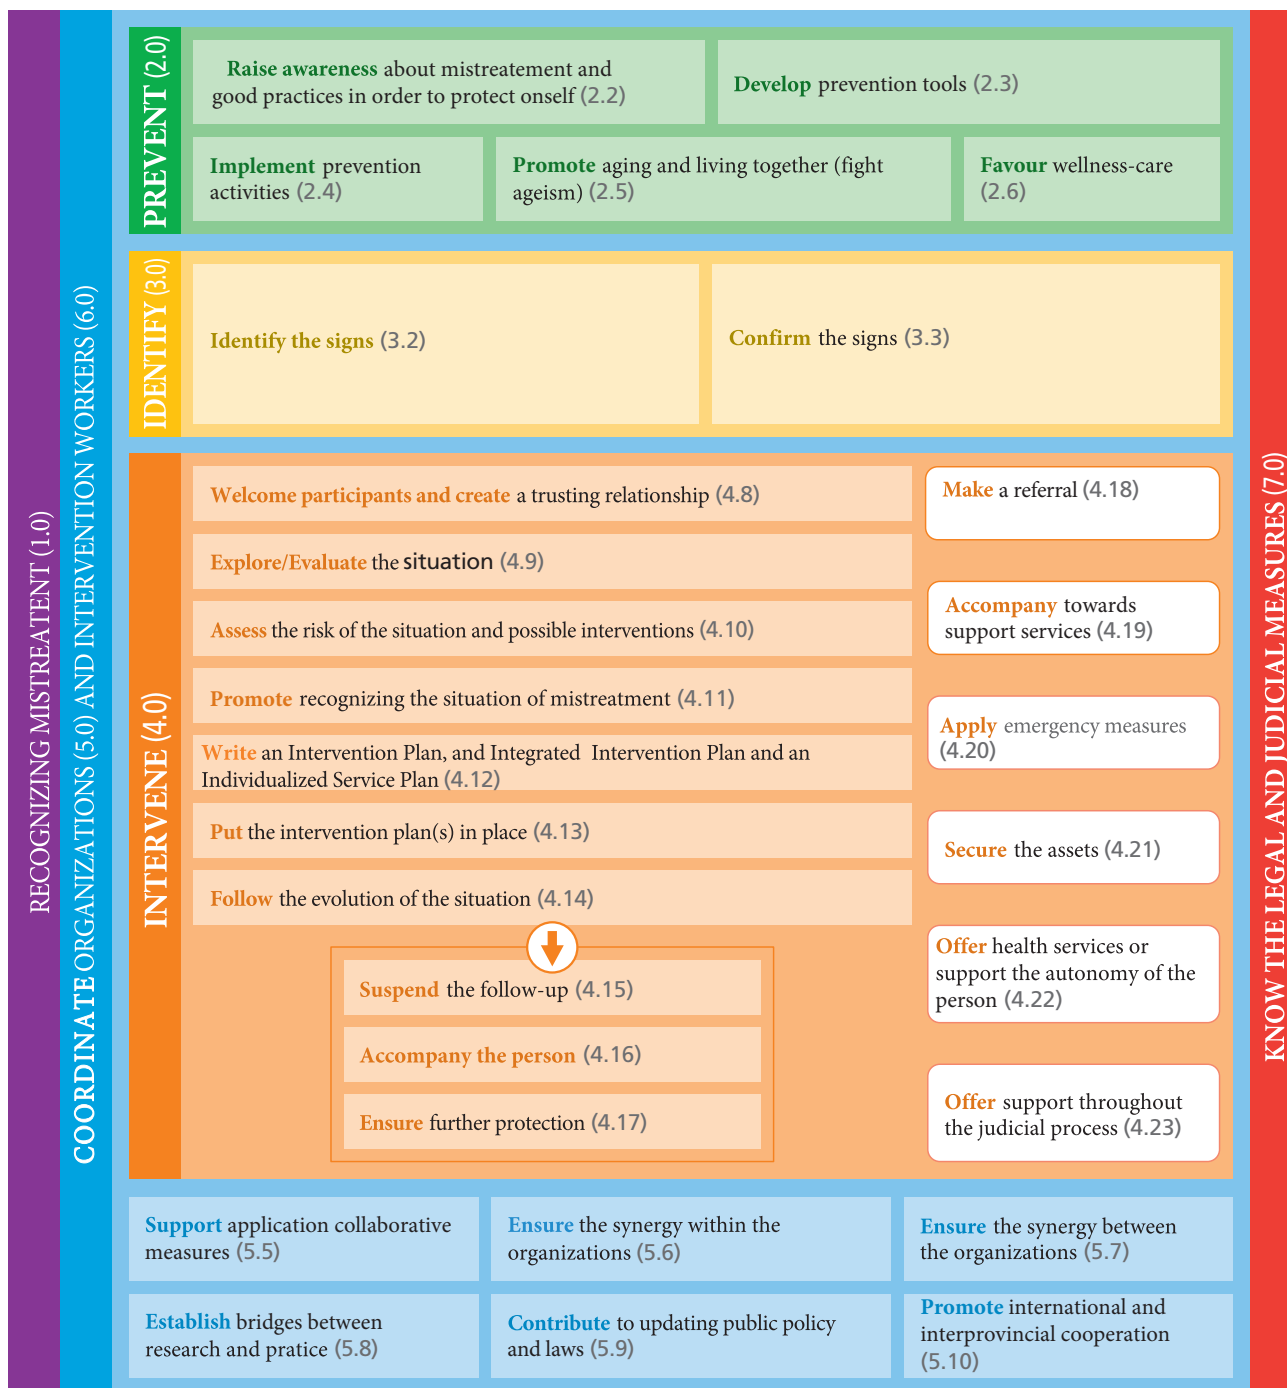 RECOGNIZING MISTREATENT (1.0)
COORDINATE ORGANIZATIONS (5.0) AND INTERVENTION WORKERS (6.0)
PREVENT (2.0)
Raise awareness about mistreatement and
good practices in order to protect onself (2.2)
Develop prevention tools (2.3)
Implement prevention
activities (2.4)
Promote aging and living together (fight
ageism) (2.5)
Favour wellness-care
(2.6)
IDENTIFY (3.0)
Identify the signs (3.2)
Confirm the signs (3.3)
INTERVENE (4.0)
Welcome participants and create a trusting relationship (4.8)
Explore/Evaluate the situation (4.9)
Assess the risk of the situation and possible interventions (4.10)
Promote recognizing the situation of mistreatment (4.11)
Write an Intervention Plan, and Integrated Intervention Plan and an
Individualized Service Plan (4.12)
Put the intervention plan(s) in place (4.13)
Follow the evolution of the situation (4.14)
Suspend the follow-up (4.15)
Accompany the person (4.16)
Ensure further protection (4.17)
Make a referral (4.18)
Accompany towards
support services (4.19)
Apply emergency measures
(4.20)
Secure the assets (4.21)
Offer health services or
support the autonomy of the
person (4.22)
Offer support throughout
the judicial process (4.23)
Support application collaborative
measures (5.5)
Ensure the synergy within the
organizations (5.6)
Ensure the synergy between
the organizations (5.7)
Establish bridges between
research and pratice (5.8)
Contribute to updating public policy
and laws (5.9)
Promote international and
interprovincial cooperation
(5.10)
KNOW THE LEGAL AND JUDICIAL MEASURES (7.0)